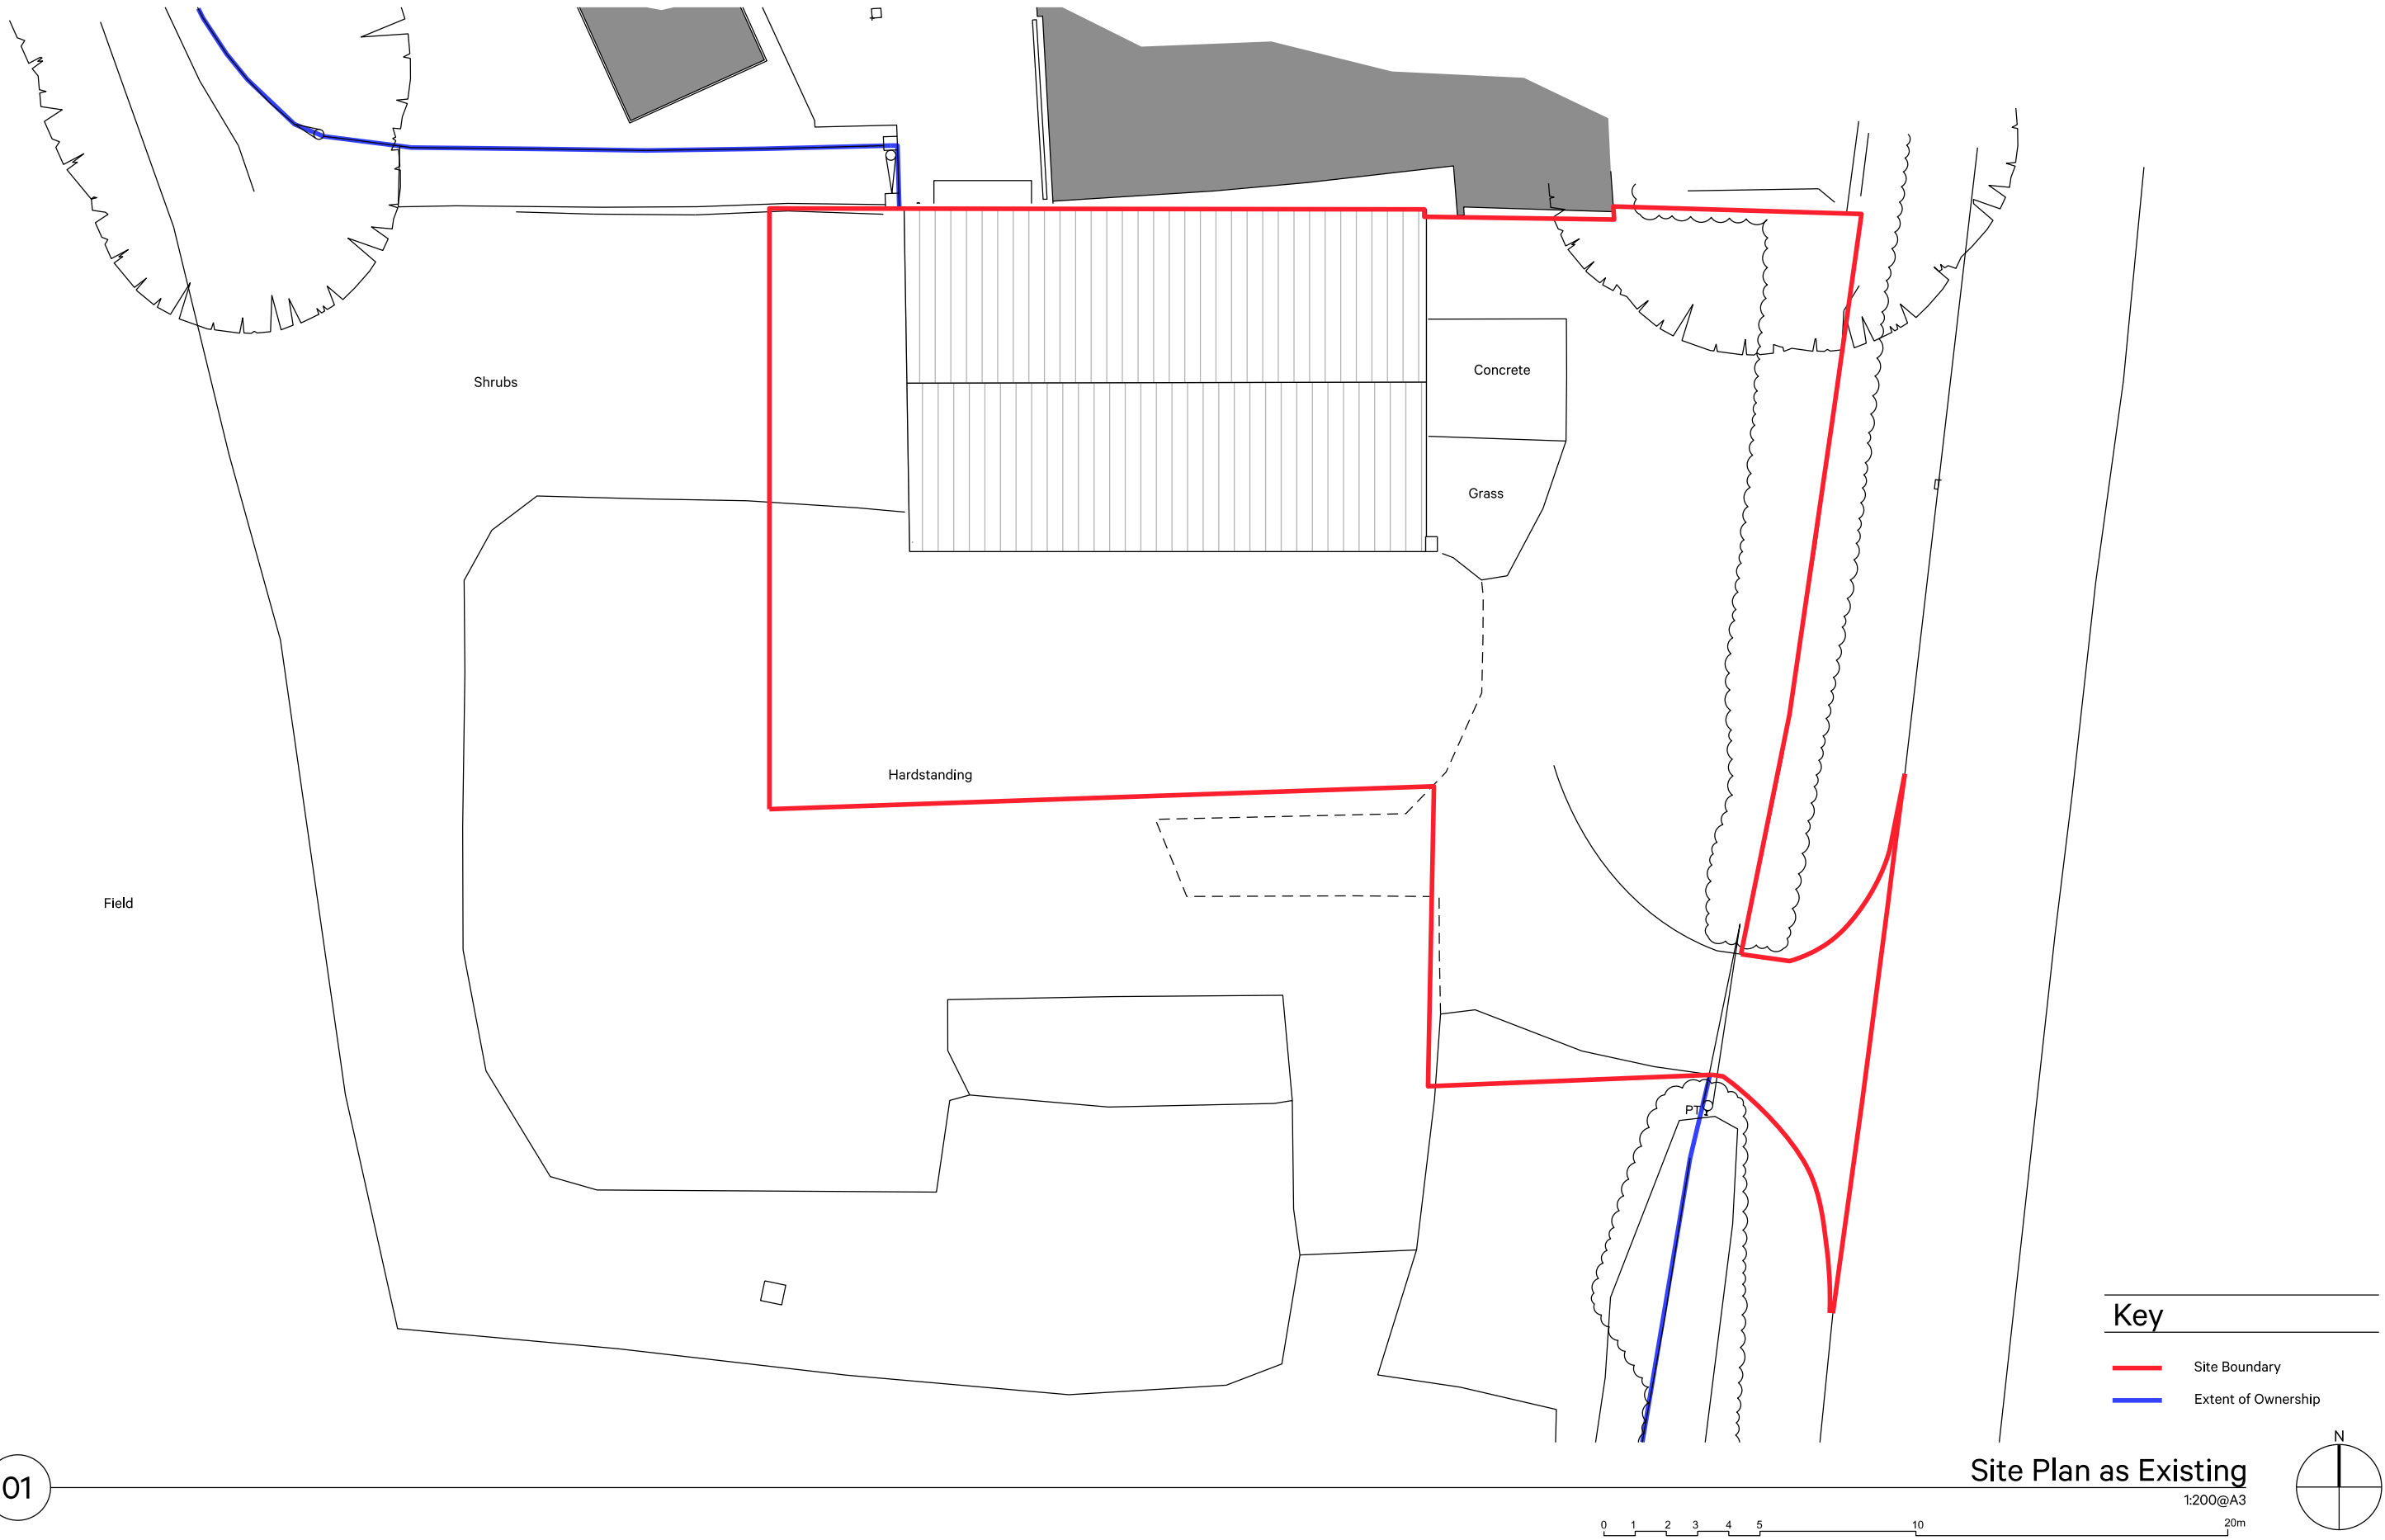 Shrubs
Concrete
Grass
Hardstanding
Field
PT
Key
Site Boundary
Extent of Ownership
N
01
Site Plan as Existing
1:200@A3
0 1 2 3 4 5 10 20m